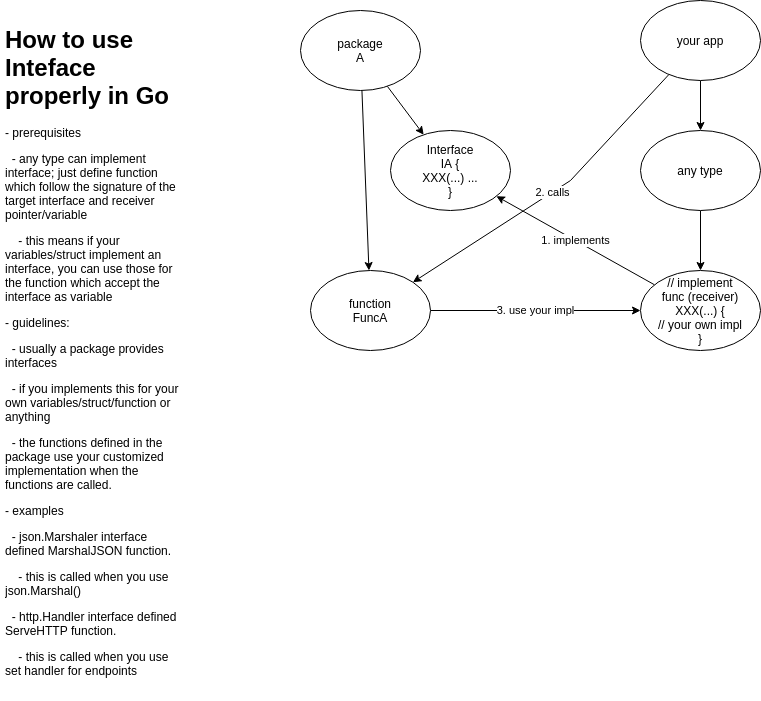 How to use
Inteface
properly in Go
- prerequisites
- any type can implement
interface; just define function
which follow the signature of the
target interface and receiver
pointer/variable
- this means if your
variables/struct implement an
interface, you can use those for
the function which accept the
interface as variable
- guidelines:
- usually a package provides
interfaces
- if you implements this for your
own variables/struct/function or
anything
- the functions defined in the
package use your customized
implementation when the
functions are called.
- examples
- json.Marshaler interface
defined MarshalJSON function.
- this is called when you use
json.Marshal()
- http.Handler interface defined
ServeHTTP function.
- this is called when you use
set handler for endpoints
package
A
your app
Interface
IA {
XXX(...) ...
}
any type
2. calls
1. implements
function
FuncA
3. use your impl
// implement
func (receiver)
XXX(...) {
// your own impl
}